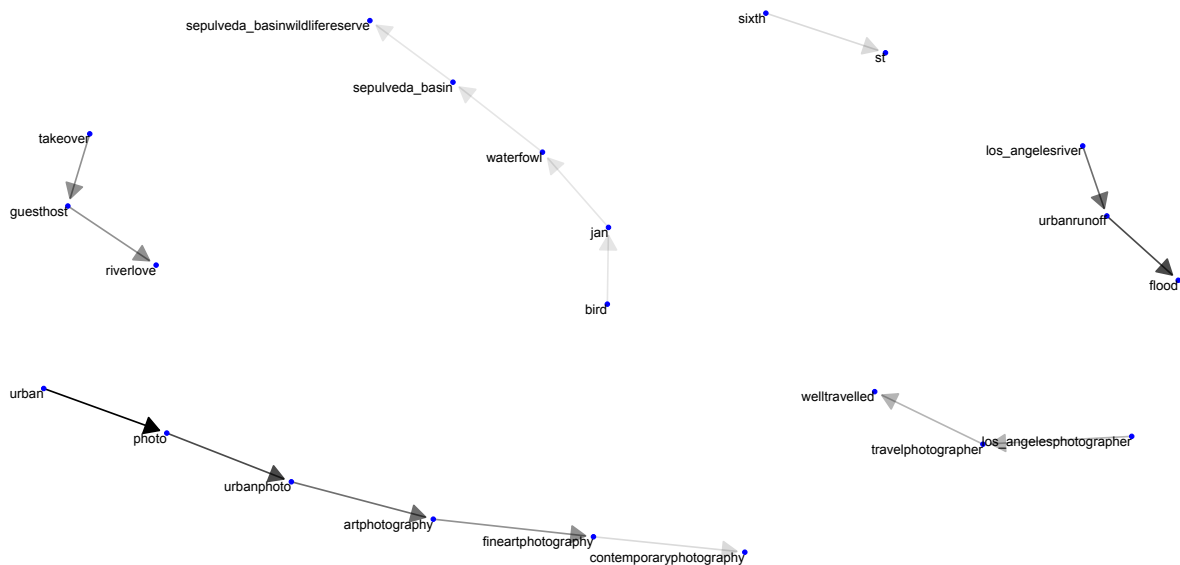 sixth
sepulveda_basinwildlifereserve
st
sepulveda_basin
takeover
los_angelesriver
waterfowl
guesthost
urbanrunoff
jan
riverlove
flood
bird
urban
welltravelled
photo
los_angelesphotographer
travelphotographer
urbanphoto
artphotography
fineartphotography
contemporaryphotography